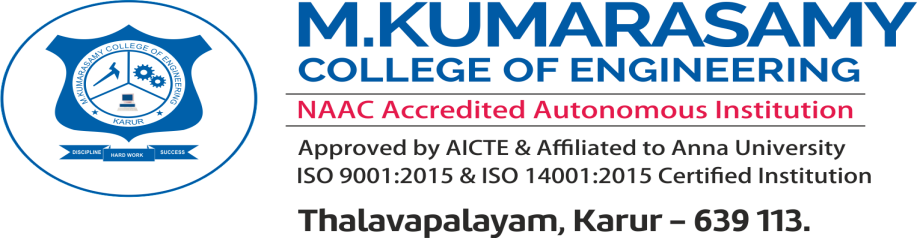 M.KUMARASAMY COLLEGE OF ENGINEERING
KARUR
DISCIPLINE HARD WORK SUCCESS
M.KUMARASAMY
COLLEGE OF ENGINEERING
NAAC Accredited Autonomous Institution
Approved by AICTE & Affiliated to Anna University
ISO 9001:2015 & ISO 14001:2015 Certified Institution
Thalavapalayam, Karur – 639 113.